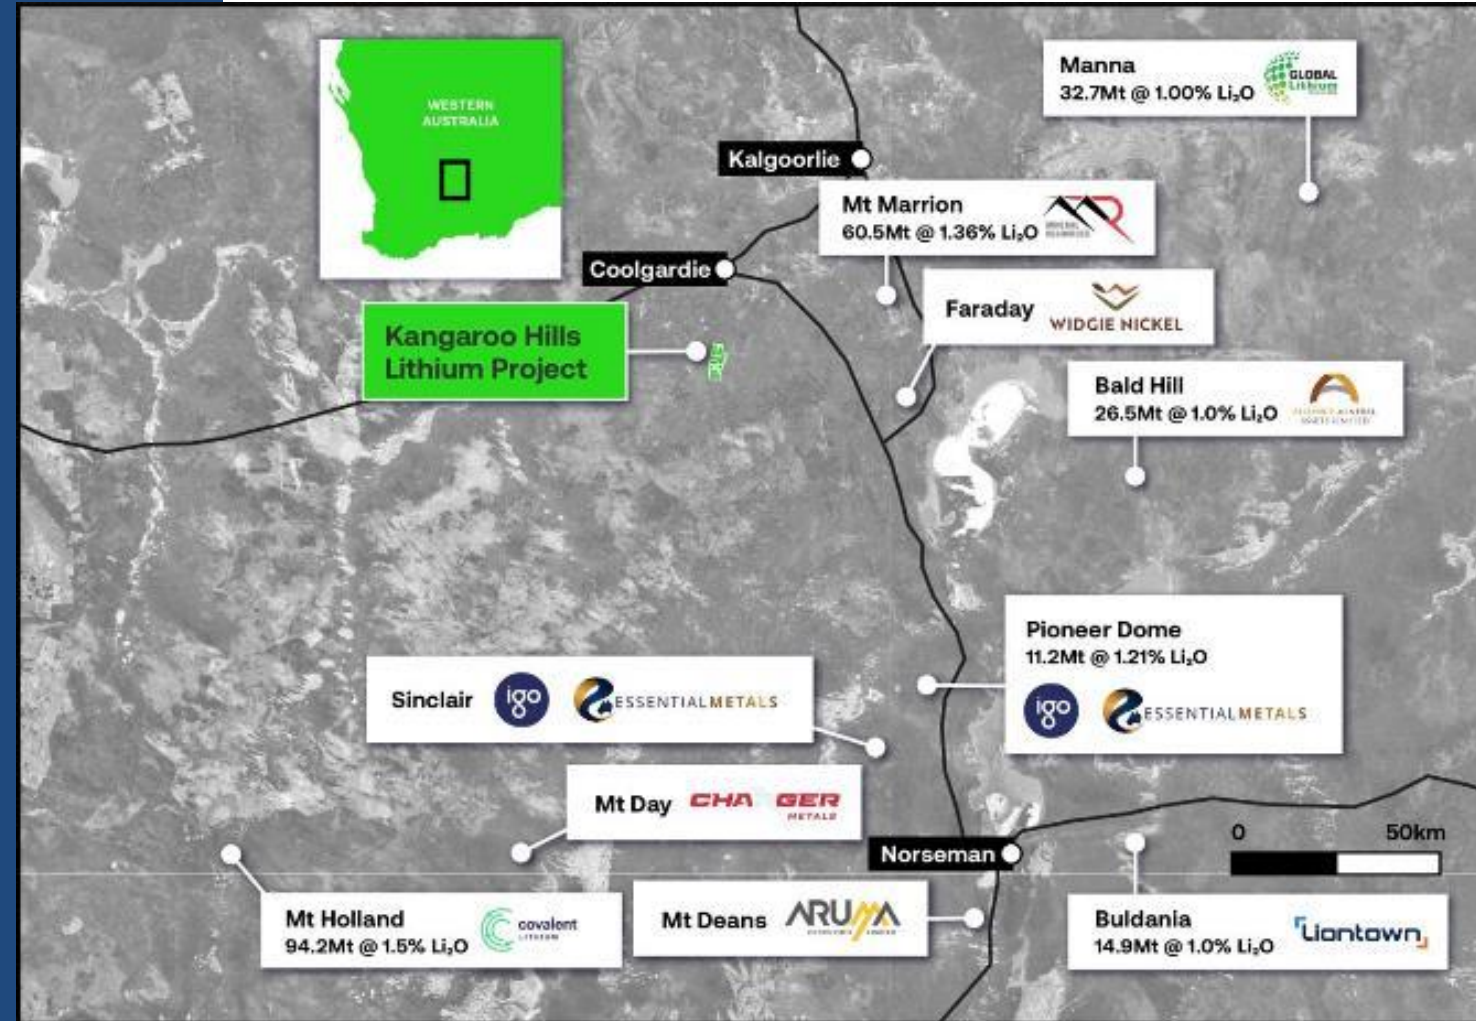 WESTERN
AUSTRALIA
Manna
32.7Mt @ 1.00% Li₂O
GLOBAL
Lithium
Kalgoorlie
Mt Marrion
60.5Mt @ 1.36% Li₂O
Coolgardie
Faraday
WIDGIE NICKEL
Kangaroo Hills
Lithium Project
Bald Hill
26.5Mt @ 1.0% Li₂O
Pioneer Dome
11.2Mt @ 1.21% Li₂O
igo
ESSENTIALMETALS
Sinclair
igo
ESSENTIALMETALS
Mt Day
CHA GER
METALS
Norseman
0 50km
Mt Holland
94.2Mt @ 1.5% Li₂O
covalent
LITHIUM
Mt Deans
ARUMA
Buldania
14.9Mt @ 1.0% Li₂O
Liontown